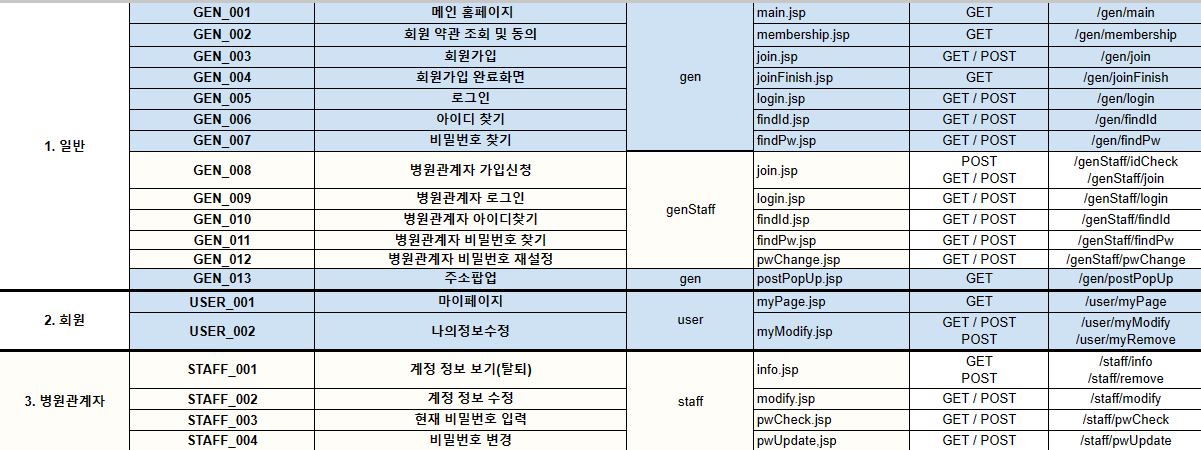 GEN_001 메인 홈페이지 main.jsp GET /gen/main
GEN_002 회원 약관 조회 및 동의 membership.jsp GET /gen/membership
GEN_003 회원가입 join.jsp GET / POST /gen/join
GEN_004 회원가입 완료화면 gen joinFinish.jsp GET /gen/joinFinish
GEN_005 로그인 login.jsp GET / POST /gen/login
GEN_006 아이디 찾기 findId.jsp GET / POST /gen/findId
GEN_007 비밀번호 찾기 findPw.jsp GET / POST /gen/findPw
1. 일반
GEN_008 병원관계자 가입신청 join.jsp POST /genStaff/idCheck
GET / POST /genStaff/join
GEN_009 병원관계자 로그인 login.jsp GET / POST /genStaff/login
genStaff
GEN_010 병원관계자 아이디찾기 findId.jsp GET / POST /genStaff/findId
GEN_011 병원관계자 비밀번호 찾기 findPw.jsp GET / POST /genStaff/findPw
GEN_012 병원관계자 비밀번호 재설정 pwChange.jsp GET / POST /genStaff/pwChange
GEN_013 주소팝업 gen postPopUp.jsp GET /gen/postPopUp
USER_001 마이페이지 myPage.jsp GET /user/myPage
2. 회원 user
USER_002 나의정보수정 myModify.jsp GET / POST /user/myModify
POST /user/myRemove
STAFF_001 계정 정보 보기(탈퇴) info.jsp GET /staff/info
POST /staff/remove
3. 병원관계자 STAFF_002 계정 정보 수정 staff modify.jsp GET / POST /staff/modify
STAFF_003 현재 비밀번호 입력 pwCheck.jsp GET / POST /staff/pwCheck
STAFF_004 비밀번호 변경 pwUpdate.jsp GET / POST /staff/pwUpdate